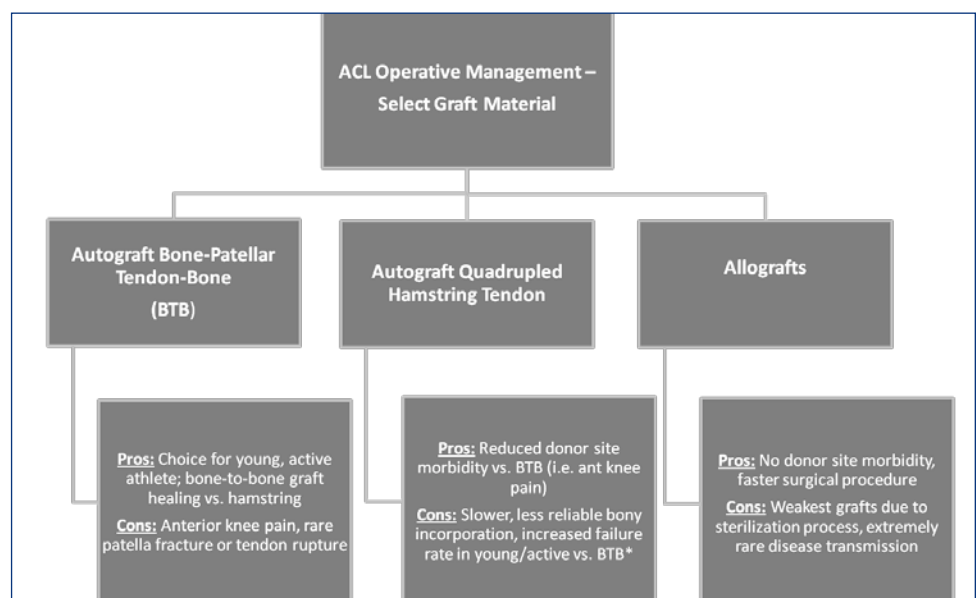 ACL Operative Management –
Select Graft Material
Autograft Bone-Patellar
Tendon-Bone
(BTB)
Autograft Quadrupled
Hamstring Tendon
Allografts
Pros: Choice for young, active
athlete; bone-to-bone graft
healing vs. hamstring
Cons: Anterior knee pain, rare
patella fracture or tendon rupture
Pros: Reduced donor site
morbidity vs. BTB (i.e. ant knee
pain)
Cons: Slower, less reliable bony
incorporation, increased failure
rate in young/active vs. BTB*
Pros: No donor site morbidity,
faster surgical procedure
Cons: Weakest grafts due to
sterilization process, extremely
rare disease transmission